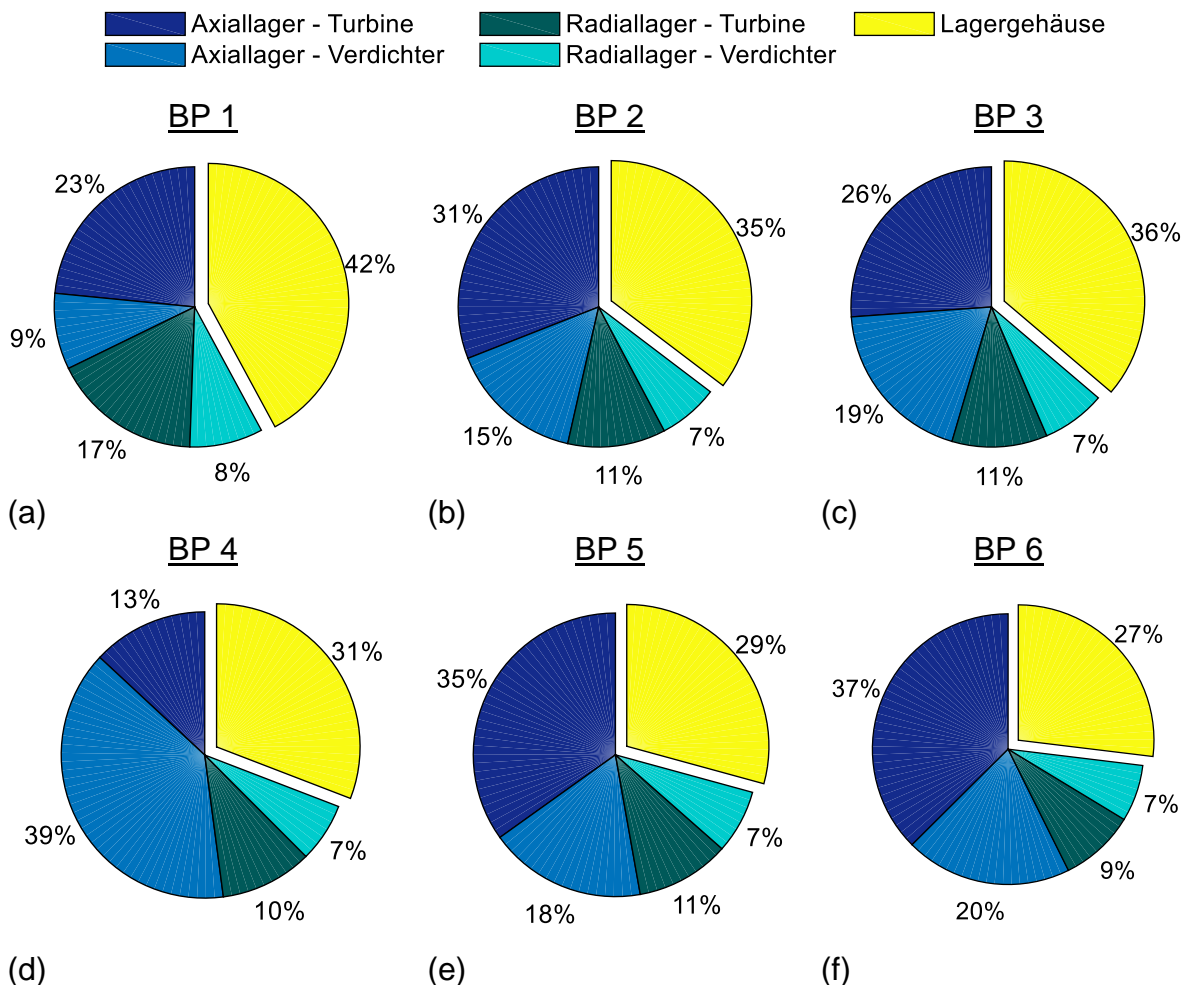 Axiallager - Turbine Radiallager - Turbine Lagergehäuse
Axiallager - Verdichter Radiallager - Verdichter
BP 1 BP 2 BP 3
23% 42% 9% 17% 8%
31% 35% 15% 11% 7%
26% 36% 19% 11% 7%
(a) (b) (c)
BP 4 BP 5 BP 6
13% 31% 39% 10% 7%
35% 29% 18% 11% 7%
37% 27% 20% 9% 7%
(d) (e) (f)